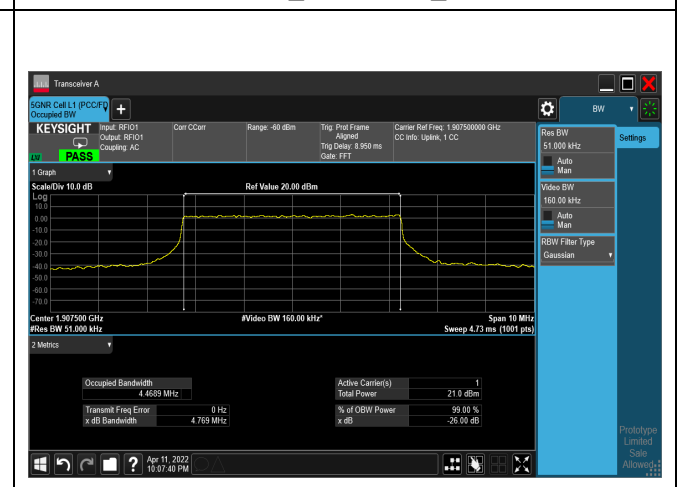 Transceiver A
5GNR Cell L1 (PCC/FD
Occupied BW
BW
KEYSIGHT
LXI
PASS
Input: RFIO1
Output: RFIO1
Coupling: AC
Corr CCorr
Range: -60 dBm
Trig: Prot Frame
Aligned
Trig Delay: 8.950 ms
Gate: FFT
Carrier Ref Freq: 1.907500000 GHz
CC Info: Uplink, 1 CC
Res BW
51.000 kHz
Auto
Man
Video BW
160.00 kHz
Auto
Man
RBW Filter Type
Gaussian
Settings
1 Graph
Scale/Div 10.0 dB
Ref Value 20.00 dBm
Log
10.0
0.00
-10.0
-20.0
-30.0
-40.0
-50.0
-60.0
-70.0
Center 1.907500 GHz
#Video BW 160.00 kHz*
Span 10 MHz
#Res BW 51.000 kHz
Sweep 4.73 ms (1001 pts)
2 Metrics
Occupied Bandwidth
4.4689 MHz
Transmit Freq Error 0 Hz
x dB Bandwidth 4.769 MHz
Active Carrier(s) 1
Total Power 21.0 dBm
% of OBW Power 99.00 %
x dB -26.00 dB
Prototype
Limited
Sale
Allowed
?
Apr 11, 2022
10:07:40 PM